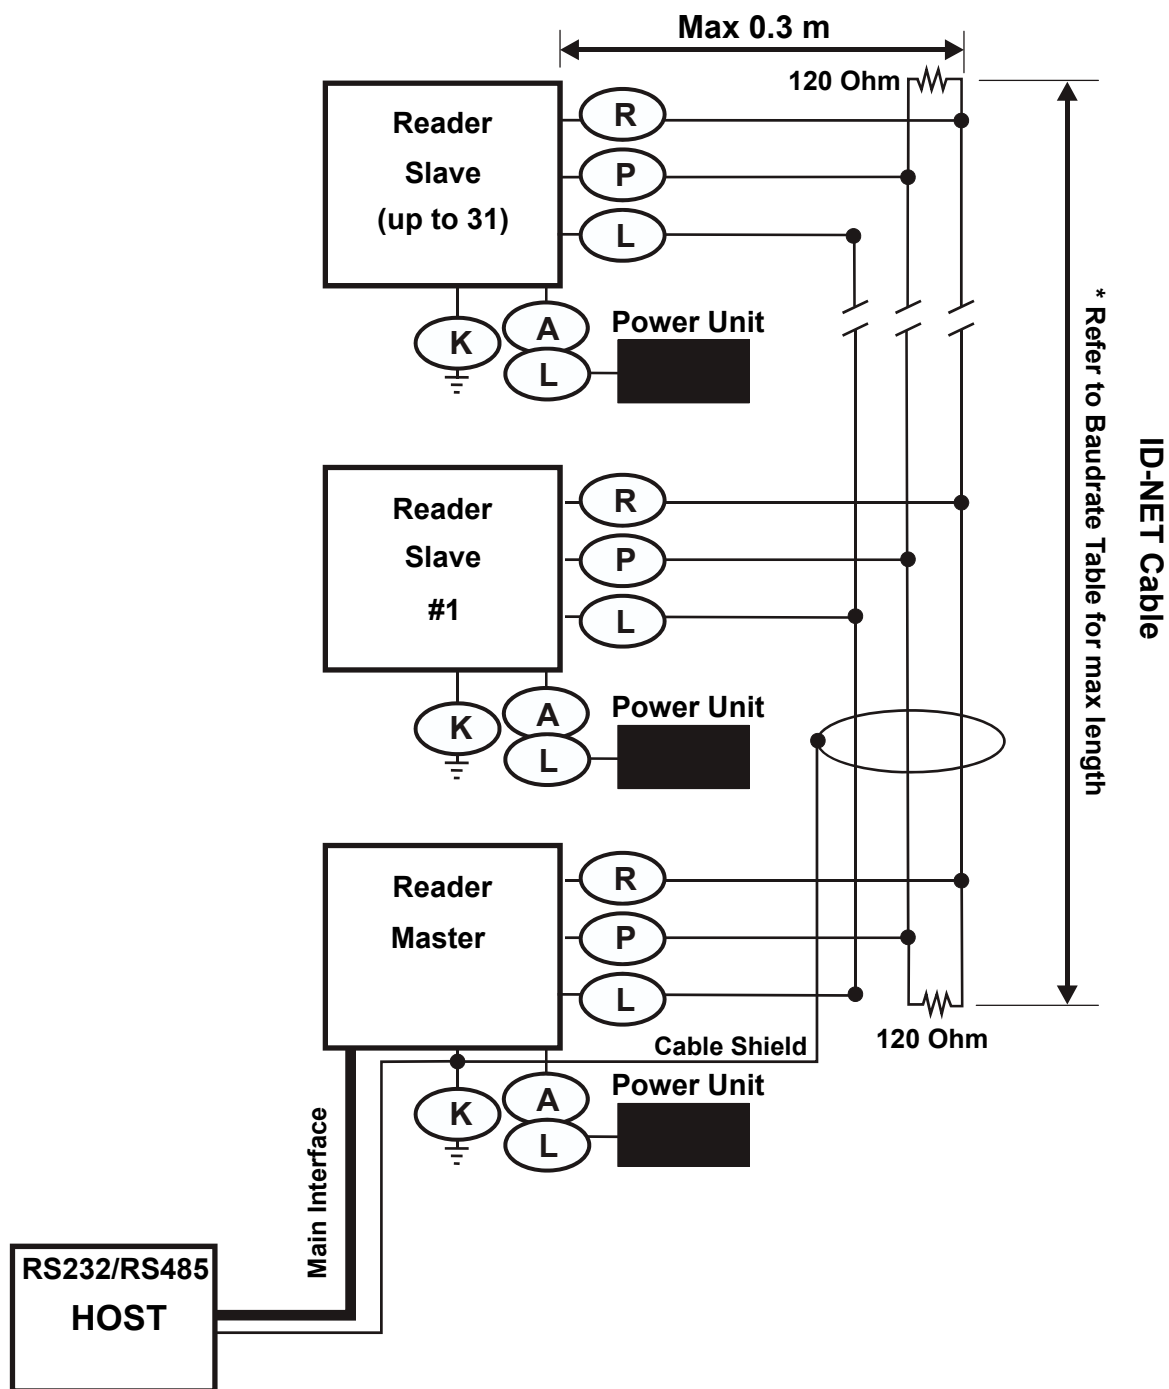 Max 0.3 m
120 Ohm
Reader
Slave
(up to 31)
R
P
L
K
A
L
Power Unit
Reader
Slave
#1
R
P
L
K
A
L
Power Unit
Reader
Master
R
P
L
120 Ohm
Cable Shield
K
A
L
Power Unit
Main Interface
RS232/RS485
HOST
* Refer to Baudrate Table for max length
ID-NET Cable